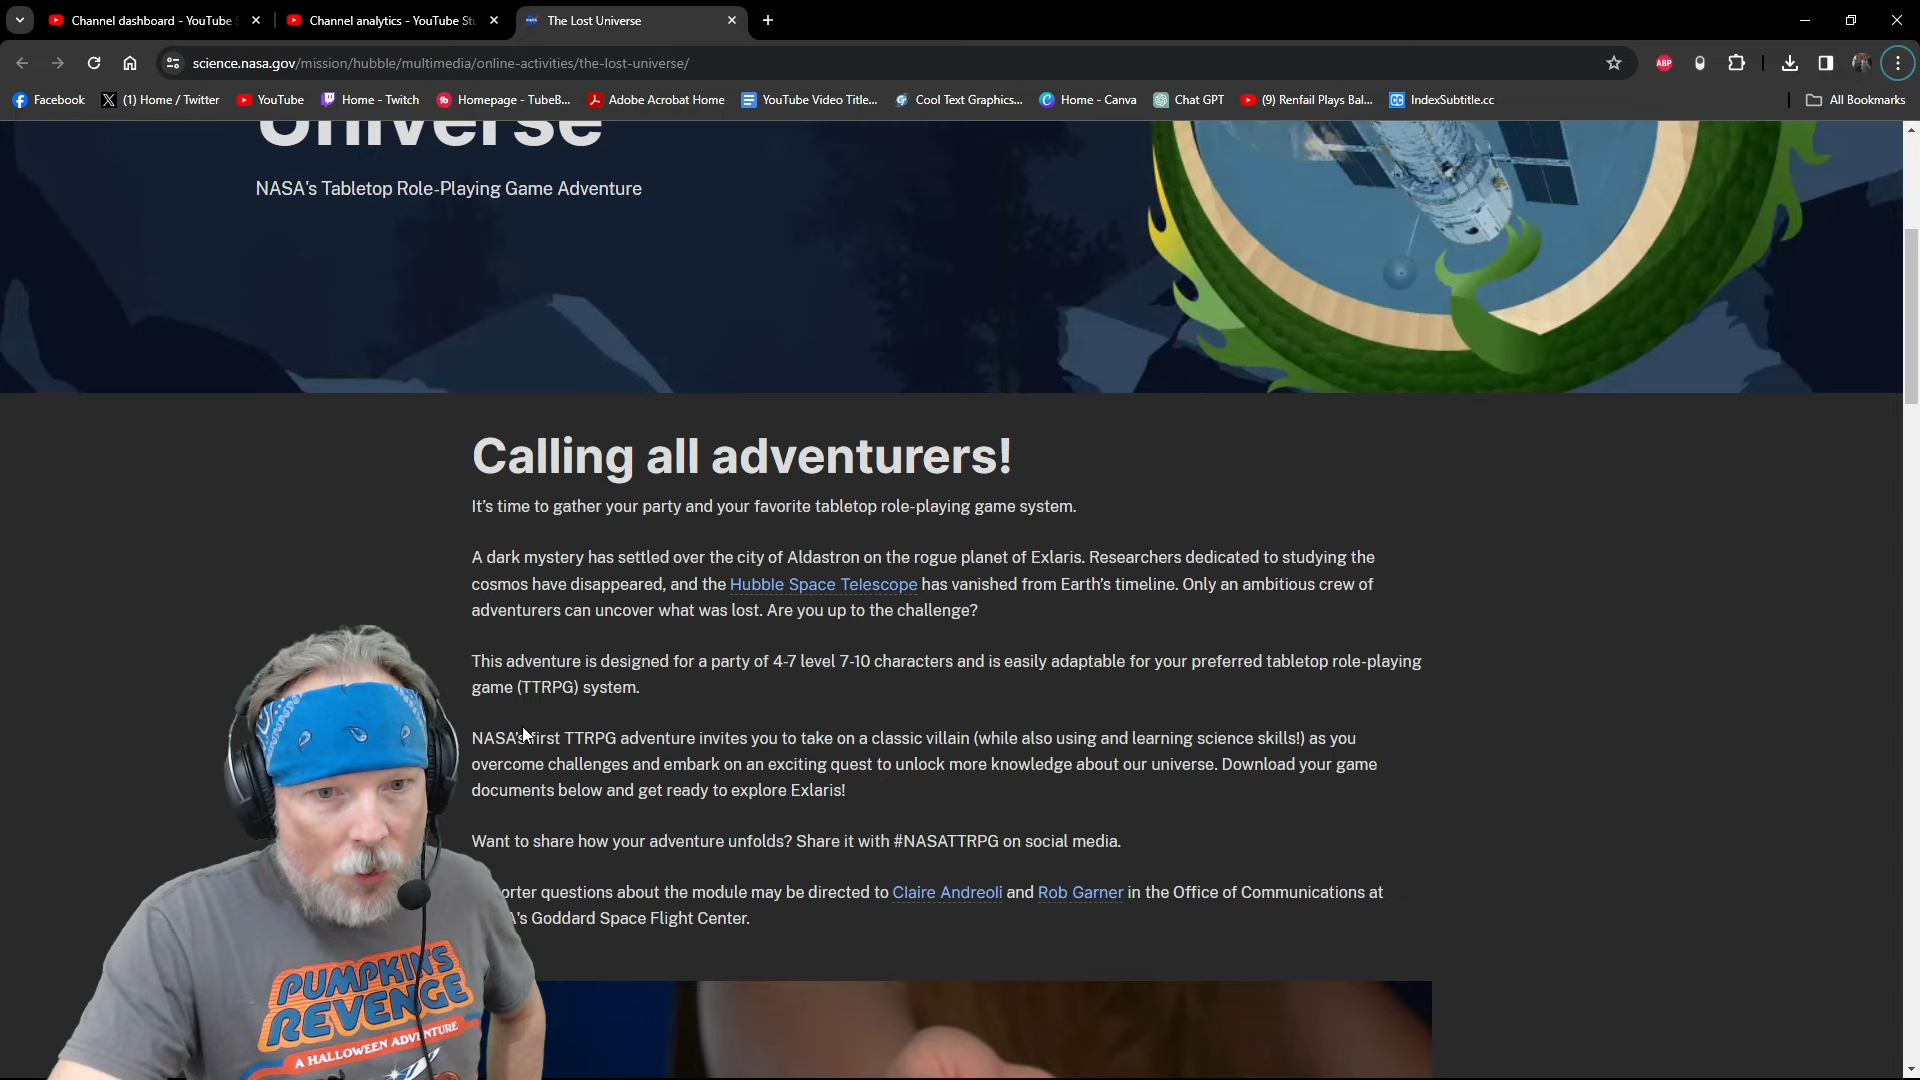 Channel dashboard - YouTube
Channel analytics - YouTube Stu
The Lost Universe
science.nasa.gov/mission/hubble/multimedia/online-activities/the-lost-universe/
ABP
Facebook
(1) Home / Twitter
YouTube
Home - Twitch
Homepage - TubeB...
Adobe Acrobat Home
YouTube Video Title...
Cool Text Graphics...
Home - Canva
Chat GPT
(9) Renfail Plays Bal...
CC IndexSubtitle.cc
All Bookmarks
Universe
NASA's Tabletop Role-Playing Game Adventure
Calling all adventurers!
It's time to gather your party and your favorite tabletop role-playing game system.
A dark mystery has settled over the city of Aldastron on the rogue planet of Exlaris. Researchers dedicated to studying the
cosmos have disappeared, and the Hubble Space Telescope has vanished from Earth's timeline. Only an ambitious crew of
adventurers can uncover what was lost. Are you up to the challenge?
This adventure is designed for a party of 4-7 level 7-10 characters and is easily adaptable for your preferred tabletop role-playing
game (TTRPG) system.
NASA's first TTRPG adventure invites you to take on a classic villain (while also using and learning science skills!) as you
overcome challenges and embark on an exciting quest to unlock more knowledge about our universe. Download your game
documents below and get ready to explore Exlaris!
Want to share how your adventure unfolds? Share it with #NASATTRPG on social media.
orter questions about the module may be directed to Claire Andreoli and Rob Garner in the Office of Communications at
A's Goddard Space Flight Center.
PUMPKIN'S
REVENGE
A HALLOWEEN ADVENTURE